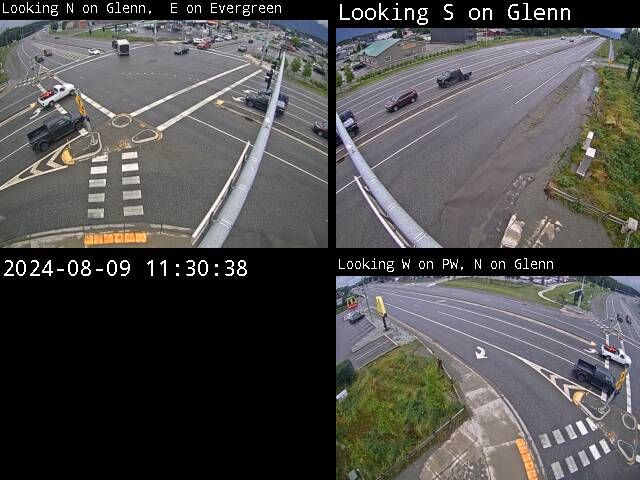 Looking N on Glenn,  E on Evergreen
Looking S on Glenn
2024-08-09 11:30:38
Looking W on PW, N on Glenn